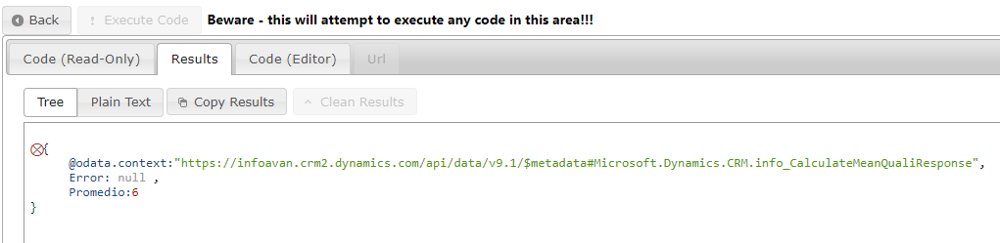 Back
! Execute Code
Beware - this will attempt to execute any code in this area!!!
Code (Read-Only)
Results
Code (Editor)
Url
Tree
Plain Text
Copy Results
Clean Results
{
@odata.context:"https://infoavan.crm2.dynamics.com/api/data/v9.1/$metadata#Microsoft.Dynamics.CRM.info_CalculateMeanQualiResponse",
Error: null ,
Promedio:6
}